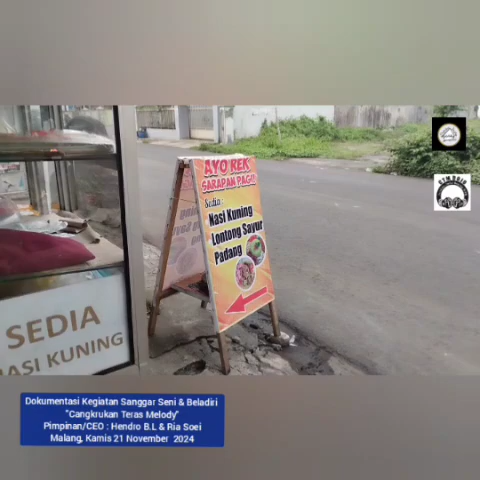 AYO REK
SARAPAN PAGI
Sedia:
Nasi Kuning
Lontong Sayur
Padang
SEDIA
NASI KUNING
Dokumentasi Kegiatan Sanggar Seni & Beladiri
"Cangkrukan Teras Melody"
Pimpinan/CEO : Hendro B.L & Ria Soei
Malang, Kamis 21 November 2024